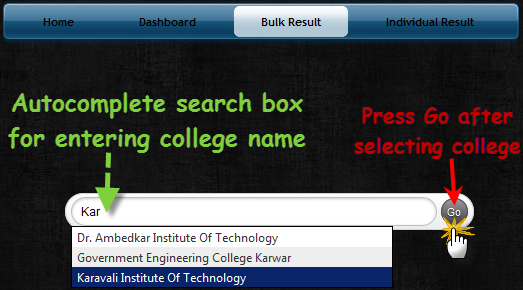 Home Dashboard Bulk Result Individual Result
Autocomplete search box
for entering college name
Press Go after
selecting college
Kar Go
Dr. Ambedkar Institute Of Technology
Government Engineering College Karwar
Karavali Institute Of Technology